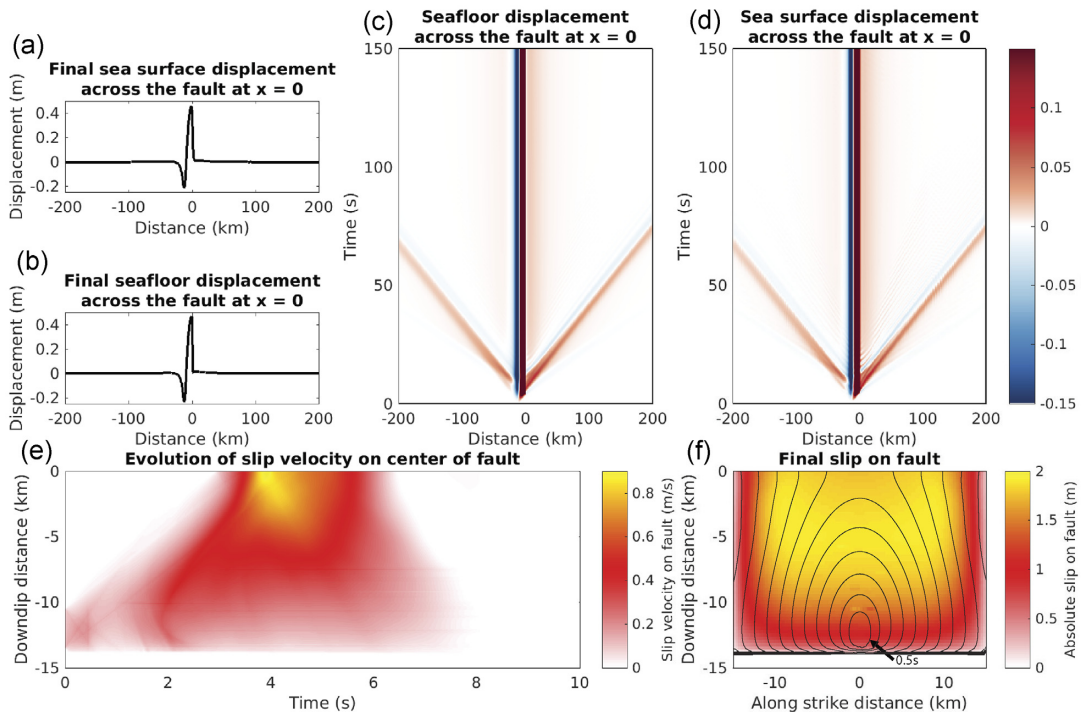 (a)
Final sea surface displacement
across the fault at x = 0
Displacement (m)
0.4
0.2
0
-0.2
-200 -100 0 100 200
Distance (km)
(b)
Final seafloor displacement
across the fault at x = 0
Displacement (m)
0.4
0.2
0
-0.2
-200 -100 0 100 200
Distance (km)
(c)
Seafloor displacement
across the fault at x = 0
Time (s)
150
100
50
0
-200 -100 0 100 200
Distance (km)
(d)
Sea surface displacement
across the fault at x = 0
Time (s)
150
100
50
0
-200 -100 0 100 200
Distance (km)
0.1
0.05
0
-0.05
-0.1
-0.15
(e)
Evolution of slip velocity on center of fault
Downdip distance (km)
0
-5
-10
-15
0 2 4 6 8 10
Time (s)
0.8
0.6
0.4
0.2
0
Slip velocity on fault (m/s)
(f)
Final slip on fault
Downdip distance (km)
0
-5
-10
-15
0.5s
-10 0 10
Along strike distance (km)
2
1.5
1
0.5
0
Absolute slip on fault (m)